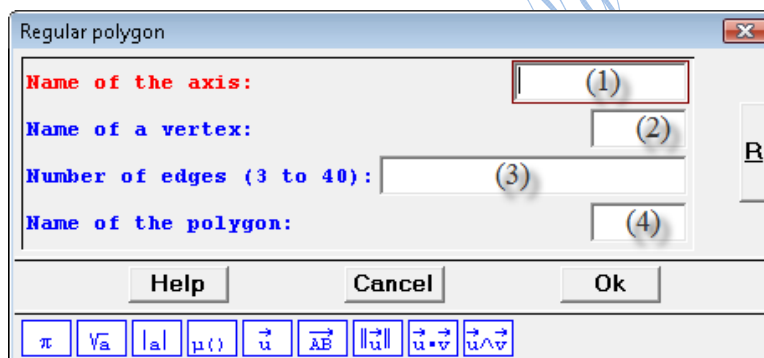 Regular polygon
Name of the axis: (1)
Name of a vertex: (2)
Number of edges (3 to 40): (3)
Name of the polygon: (4)
R
Help Cancel Ok
π √a |a| μ() u⃗ AB⃗ ‖u⃗‖ u⃗▪v⃗ u⃗∧v⃗